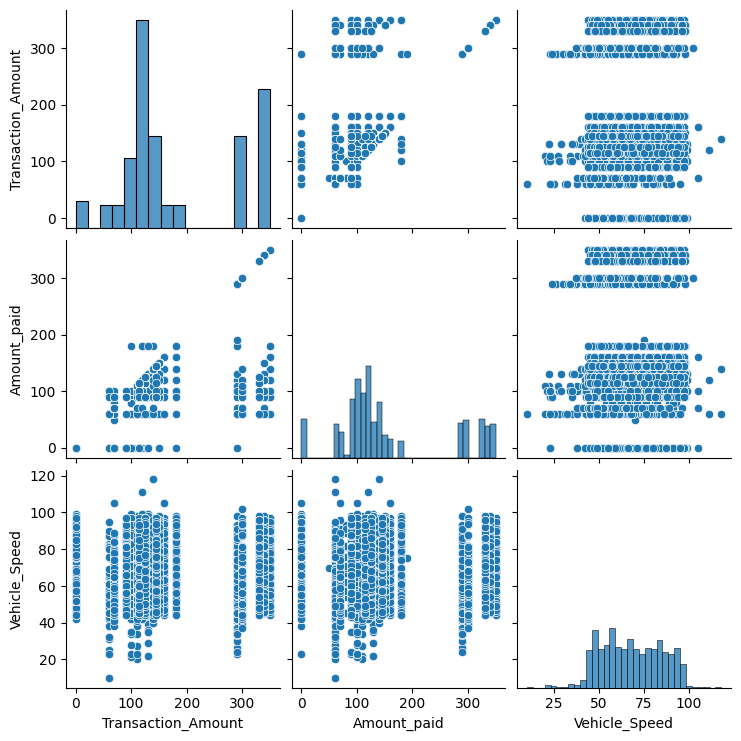 Transaction_Amount
300
200
100
0
Amount_paid
300
200
100
0
Vehicle_Speed
120
100
80
60
40
20
0 100 200 300
0 100 200 300
25 50 75 100
Transaction_Amount Amount_paid Vehicle_Speed